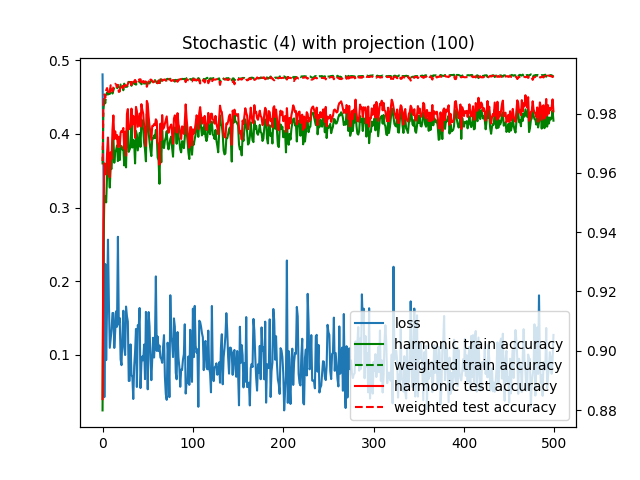 Stochastic (4) with projection (100)
0.5
0.4
0.3
0.2
0.1
0.98
0.96
0.94
0.92
0.90
0.88
loss
harmonic train accuracy
weighted train accuracy
harmonic test accuracy
weighted test accuracy
0 100 200 300 400 500